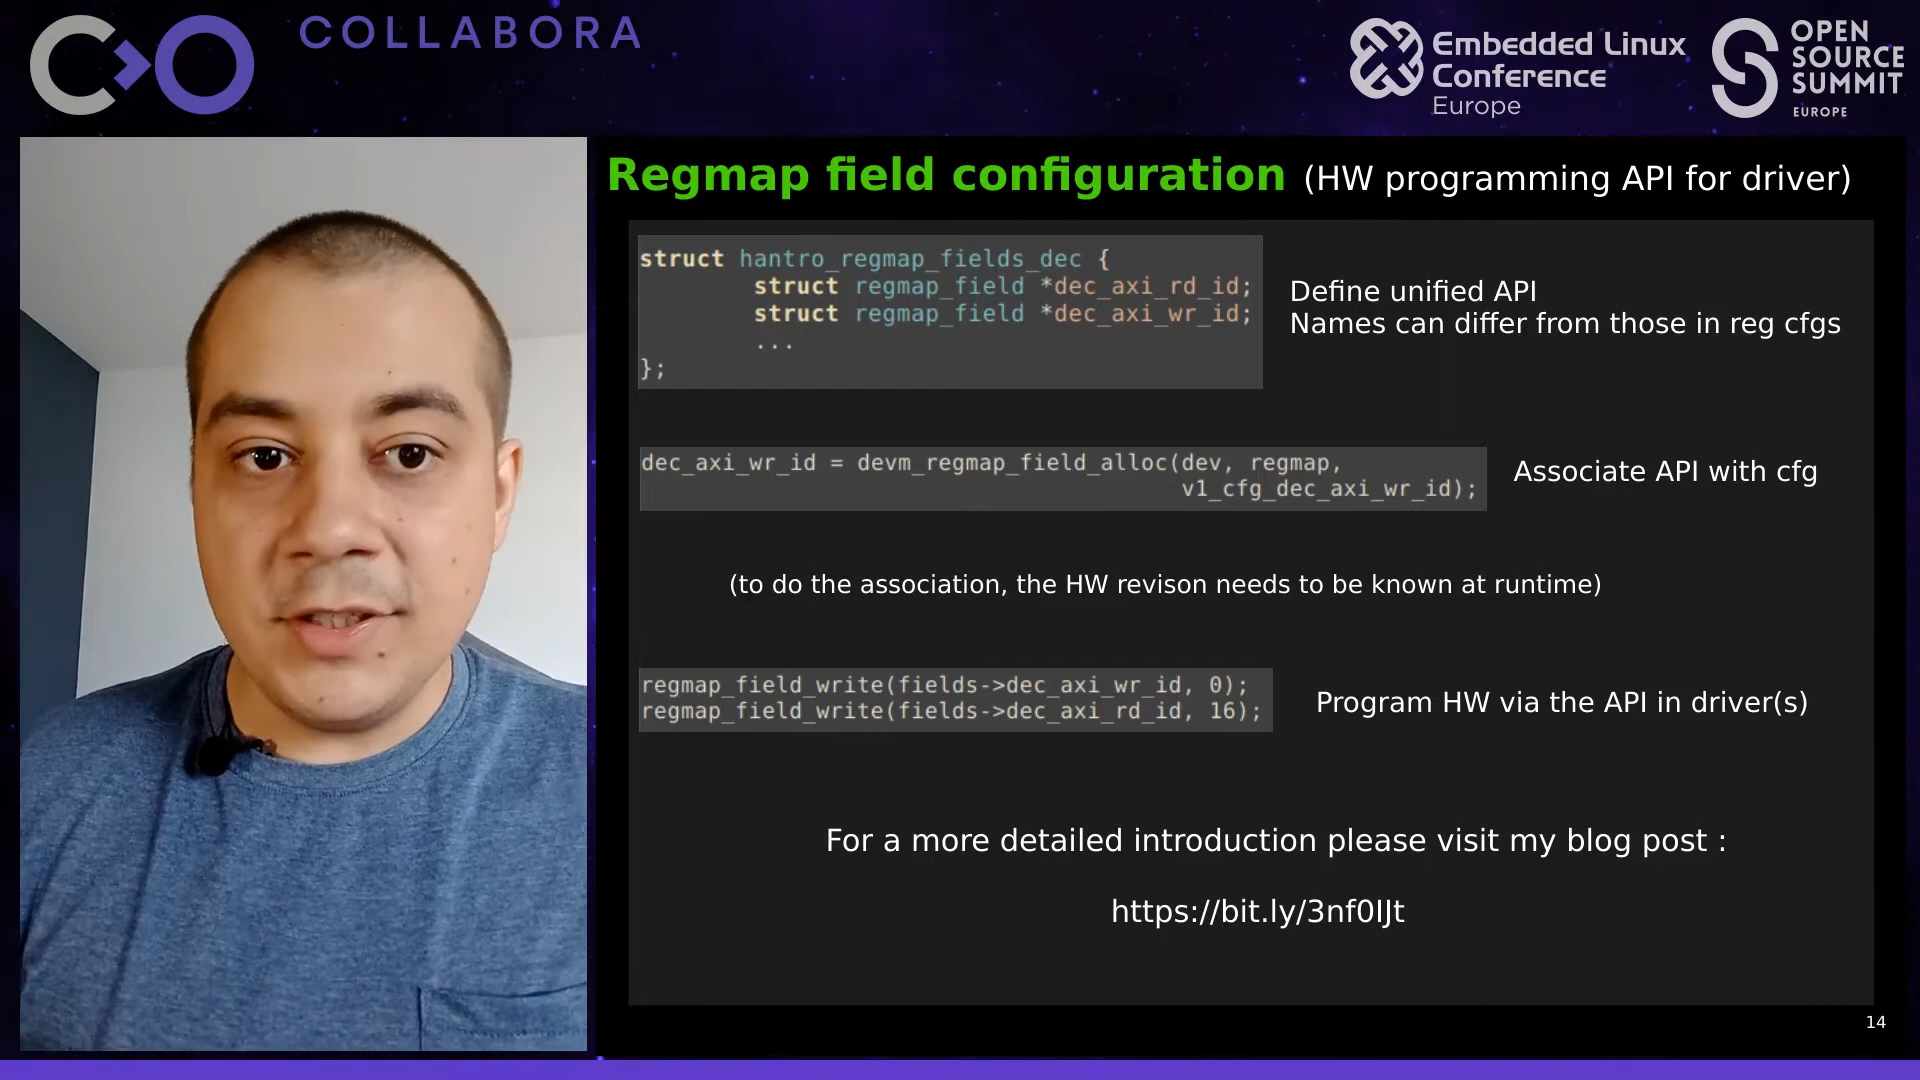 COLLABORA
Embedded Linux
Conference
Europe
OPEN
SOURCE
SUMMIT
EUROPE
Regmap field configuration (HW programming API for driver)
struct hantro_regmap_fields_dec {
struct regmap_field *dec_axi_rd_id;
struct regmap_field *dec_axi_wr_id;
...
};
Define unified API
Names can differ from those in reg cfgs
dec_axi_wr_id = devm_regmap_field_alloc(dev, regmap,
v1_cfg_dec_axi_wr_id);
Associate API with cfg
(to do the association, the HW revison needs to be known at runtime)
regmap_field_write(fields->dec_axi_wr_id, 0);
regmap_field_write(fields->dec_axi_rd_id, 16);
Program HW via the API in driver(s)
For a more detailed introduction please visit my blog post :
https://bit.ly/3nf0IJt
14